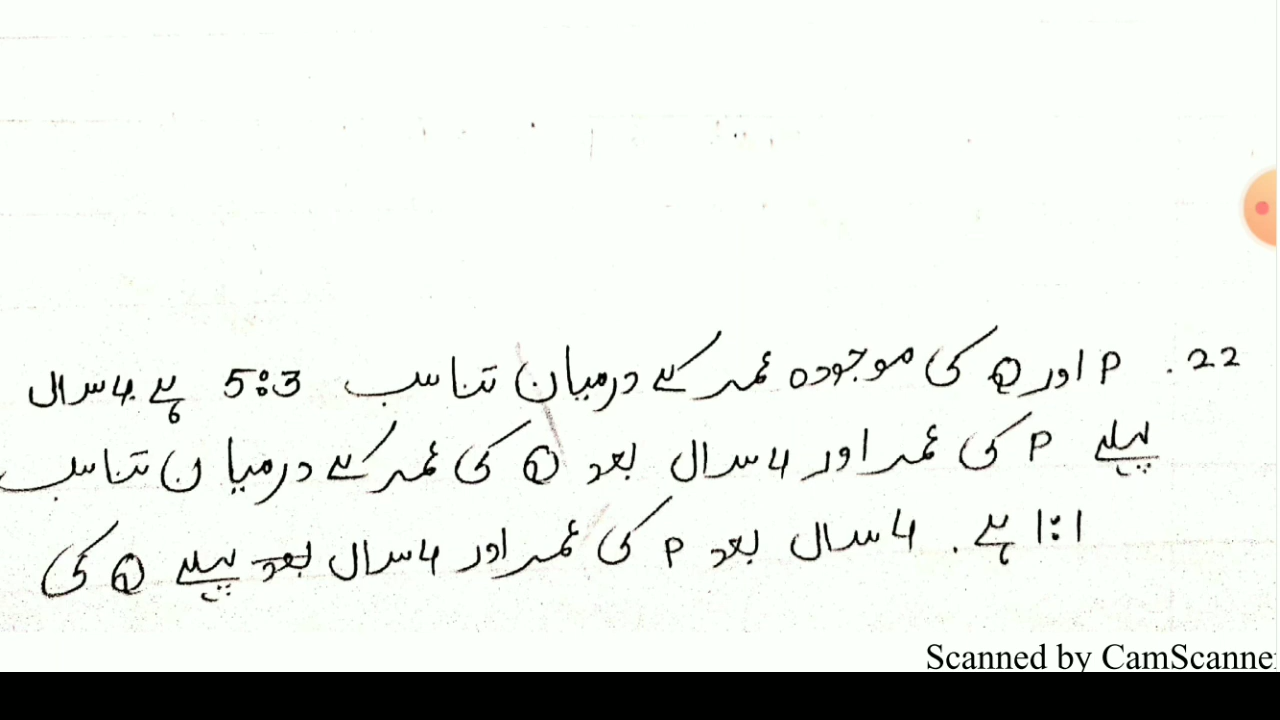 22. P اور Q کی موجودہ عمر کے درمیان تناسب 5:3 ہے 4 سال
پہلے P کی عمر اور 4 سال بعد Q کی عمر کے درمیان تناسب
1:1 ہے. 4 سال بعد P کی عمر اور 4 سال بعد پہلے Q کی
Scanned by CamScanne